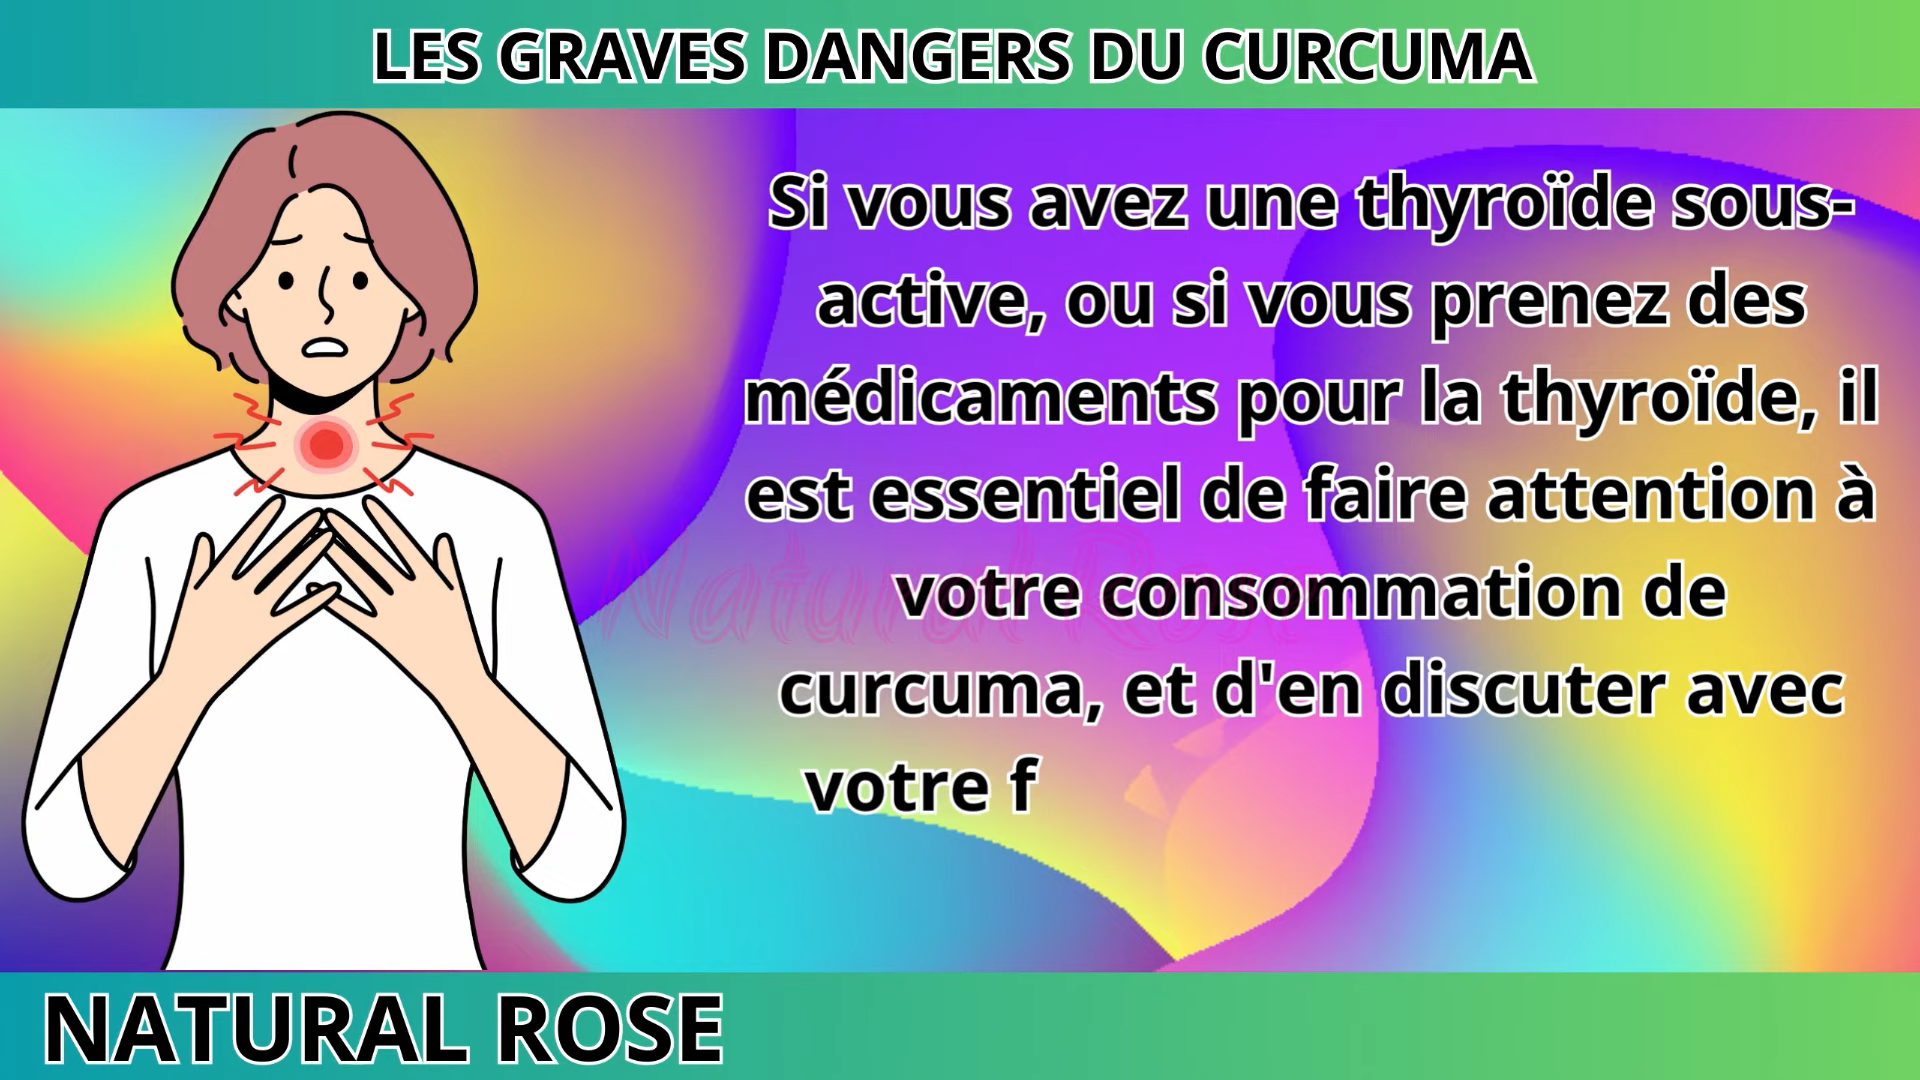 LES GRAVES DANGERS DU CURCUMA
Si vous avez une thyroïde sous-
active, ou si vous prenez des
médicaments pour la thyroïde, il
est essentiel de faire attention à
votre consommation de
curcuma, et d'en discuter avec
votre f
Natural Rose
NATURAL ROSE